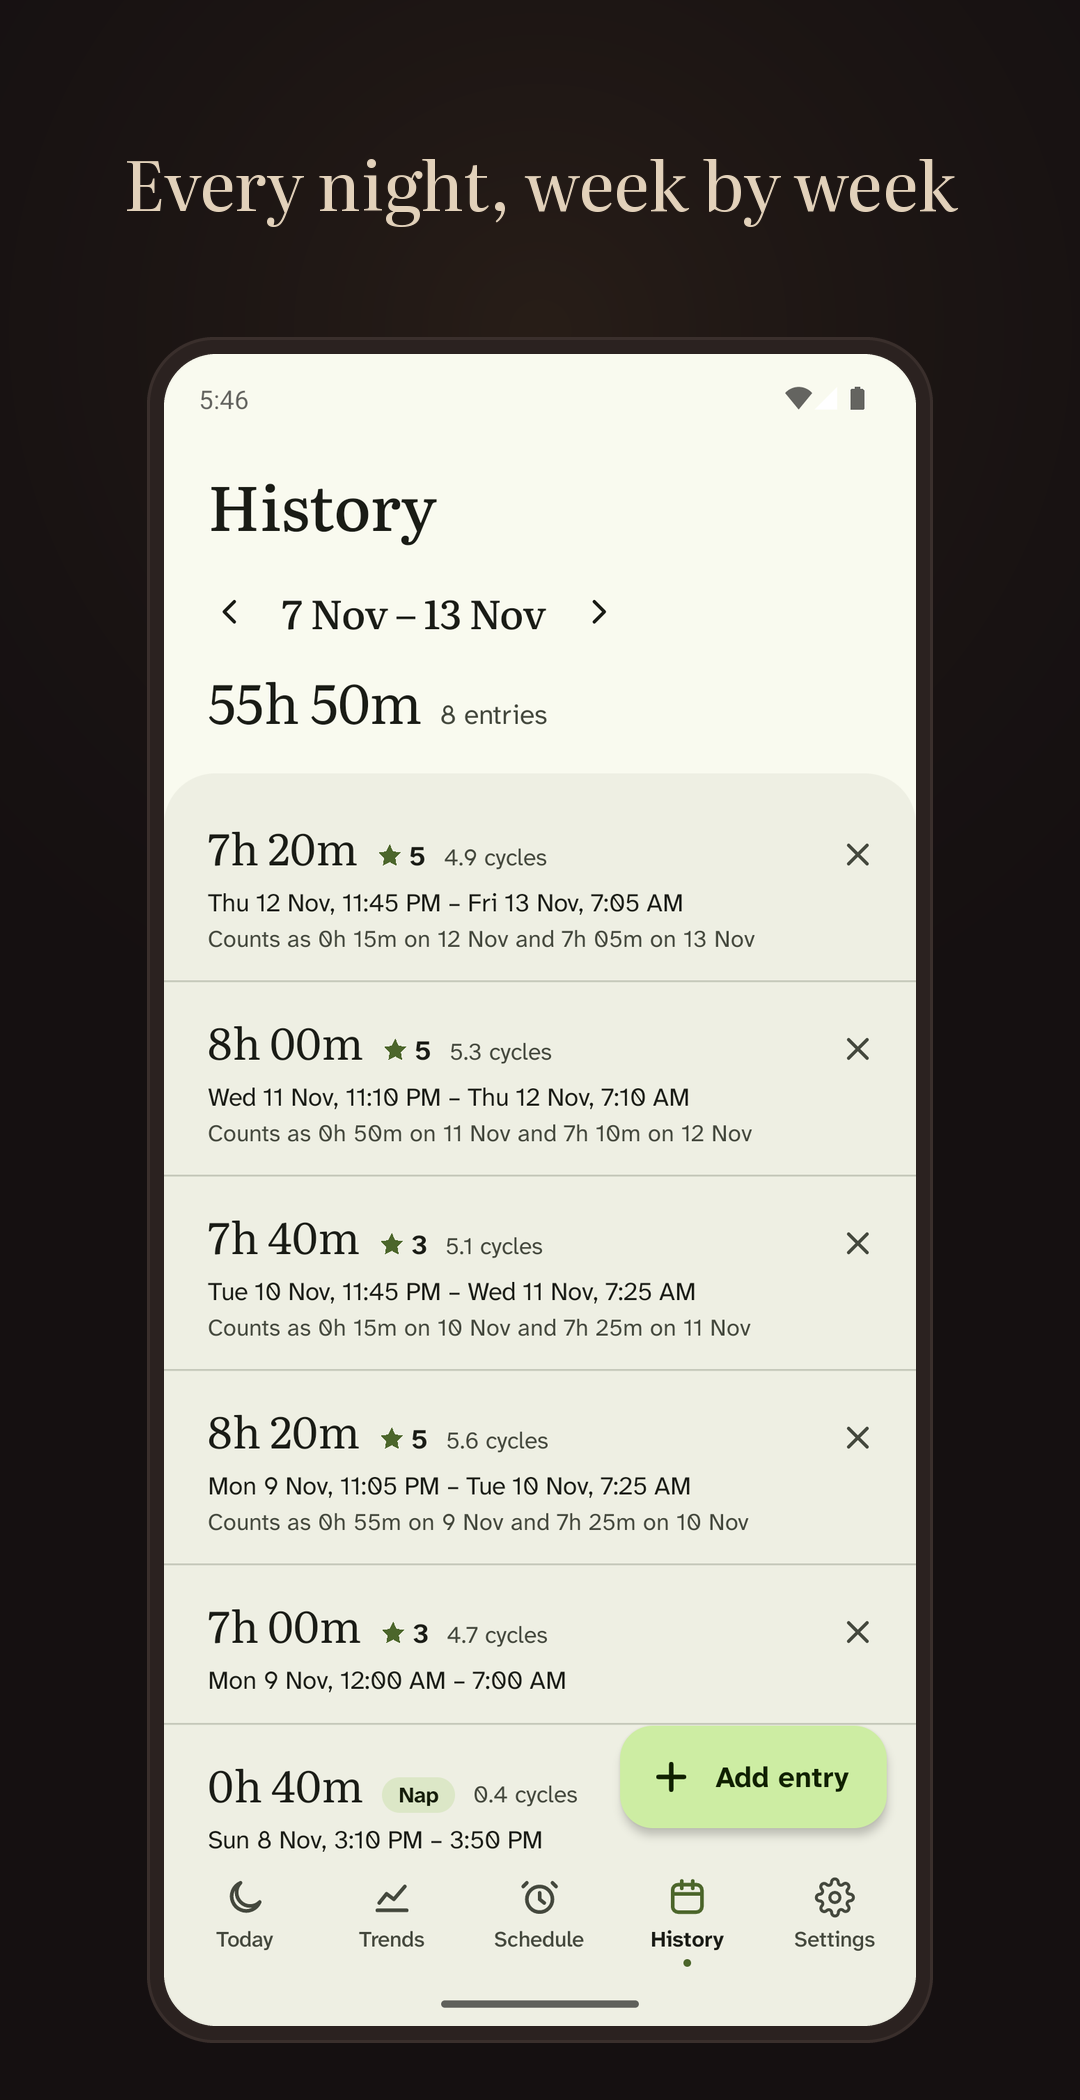 Every night, week by week
5:46
History
7 Nov – 13 Nov
55h 50m 8 entries
7h 20m 5 4.9 cycles
Thu 12 Nov, 11:45 PM – Fri 13 Nov, 7:05 AM
Counts as 0h 15m on 12 Nov and 7h 05m on 13 Nov
8h 00m 5 5.3 cycles
Wed 11 Nov, 11:10 PM – Thu 12 Nov, 7:10 AM
Counts as 0h 50m on 11 Nov and 7h 10m on 12 Nov
7h 40m 3 5.1 cycles
Tue 10 Nov, 11:45 PM – Wed 11 Nov, 7:25 AM
Counts as 0h 15m on 10 Nov and 7h 25m on 11 Nov
8h 20m 5 5.6 cycles
Mon 9 Nov, 11:05 PM – Tue 10 Nov, 7:25 AM
Counts as 0h 55m on 9 Nov and 7h 25m on 10 Nov
7h 00m 3 4.7 cycles
Mon 9 Nov, 12:00 AM – 7:00 AM
0h 40m Nap 0.4 cycles
Add entry
Sun 8 Nov, 3:10 PM – 3:50 PM
Today Trends Schedule History Settings